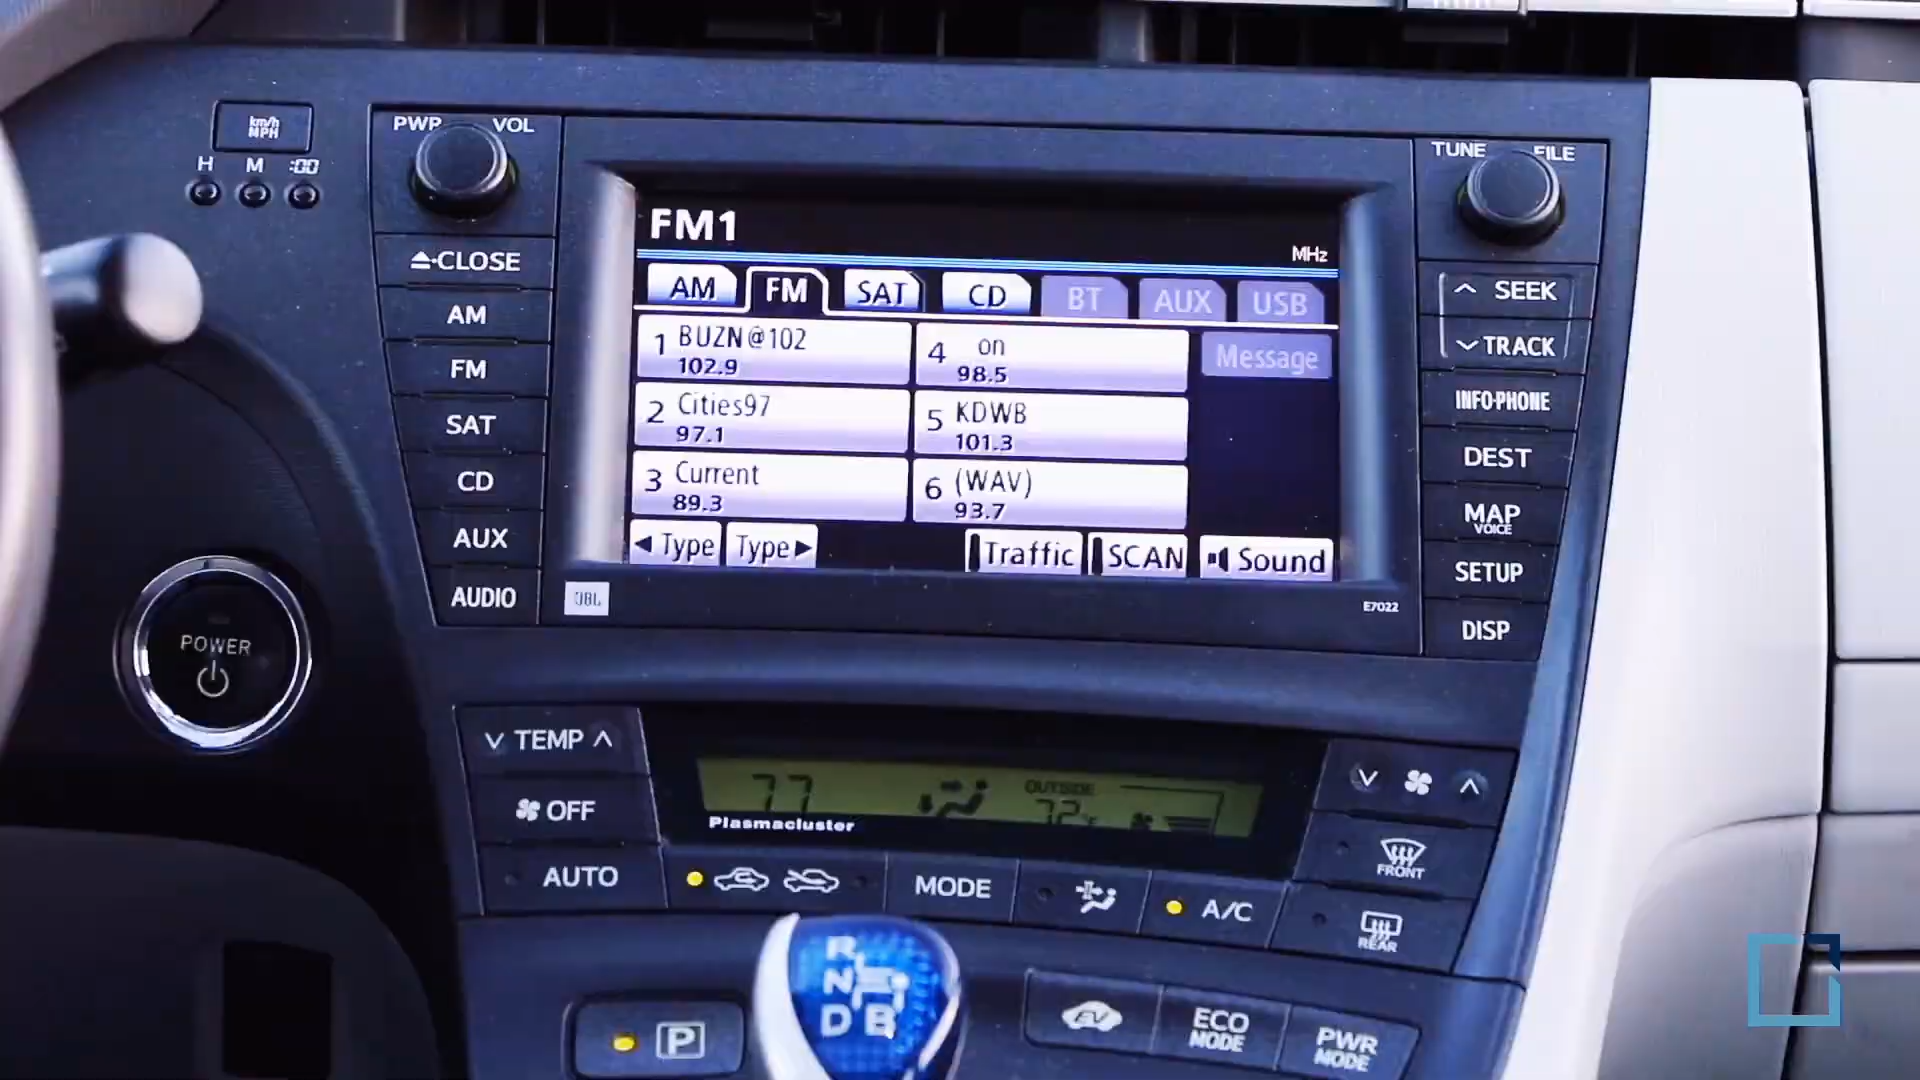 km/h
MPH
H M :00
PWR VOL
CLOSE
AM
FM
SAT
CD
AUX
AUDIO
POWER
FM1
MHz
AM FM SAT CD BT AUX USB
1 BUZN@102
102.9
2 Cities97
97.1
3 Current
89.3
4 on
98.5
5 KDWB
101.3
6 (WAV)
93.7
Message
◀ Type Type ▶ Traffic SCAN Sound
JBL
E7022
TUNE FILE
SEEK
TRACK
INFO·PHONE
DEST
MAP
VOICE
SETUP
DISP
TEMP
OFF
AUTO
77 OUTSIDE 72°F
Plasmacluster
MODE
A/C
FRONT
REAR
R
N
D B
P
EV
ECO
MODE
PWR
MODE